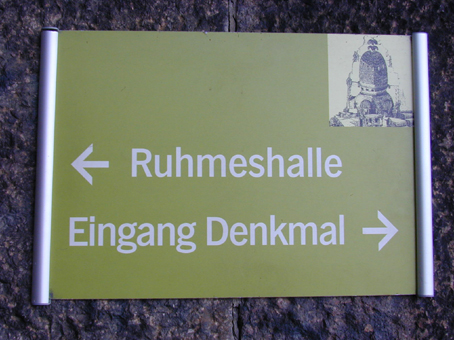 ← Ruhmeshalle
Eingang Denkmal →